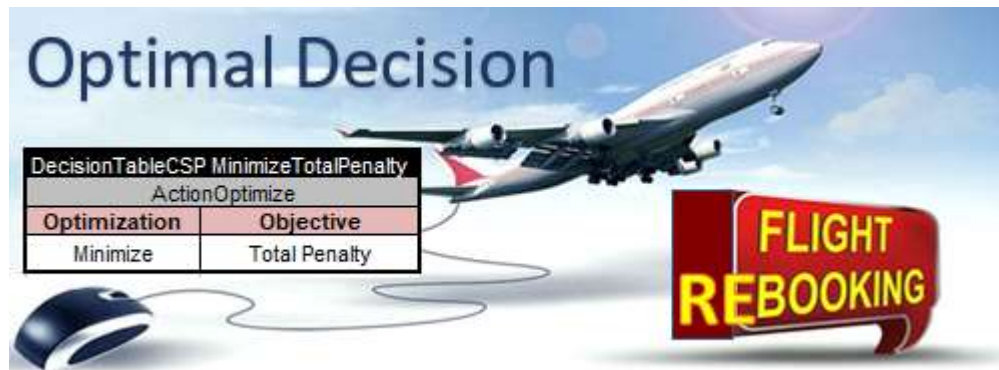 Optimal Decision
DecisionTableCSP MinimizeTotalPenalty
ActionOptimize
Optimization Objective
Minimize Total Penalty
FLIGHT
REBOOKING